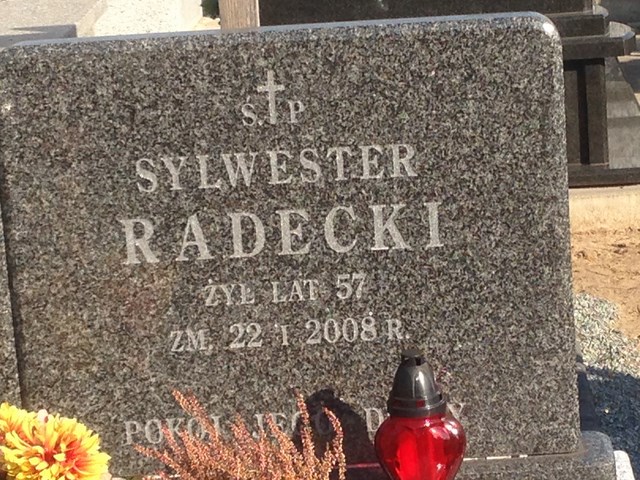 Ś.P
SYLWESTER
RADECKI
ŻYŁ LAT 57
ZM. 22 I 2008 R.
POKÓJ JEGO